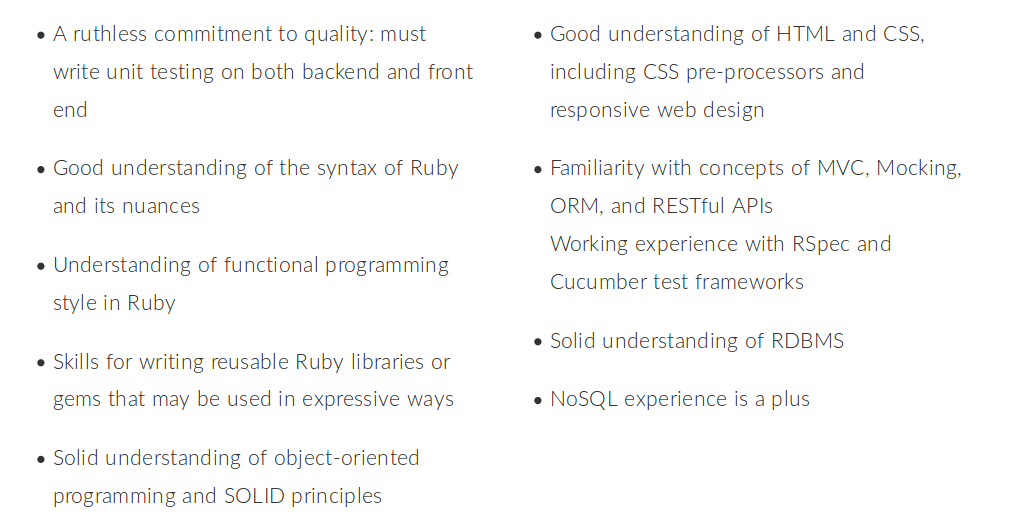 • A ruthless commitment to quality: must
write unit testing on both backend and front
end
• Good understanding of the syntax of Ruby
and its nuances
• Understanding of functional programming
style in Ruby
• Skills for writing reusable Ruby libraries or
gems that may be used in expressive ways
• Solid understanding of object-oriented
programming and SOLID principles
• Good understanding of HTML and CSS,
including CSS pre-processors and
responsive web design
• Familiarity with concepts of MVC, Mocking,
ORM, and RESTful APIs
Working experience with RSpec and
Cucumber test frameworks
• Solid understanding of RDBMS
• NoSQL experience is a plus